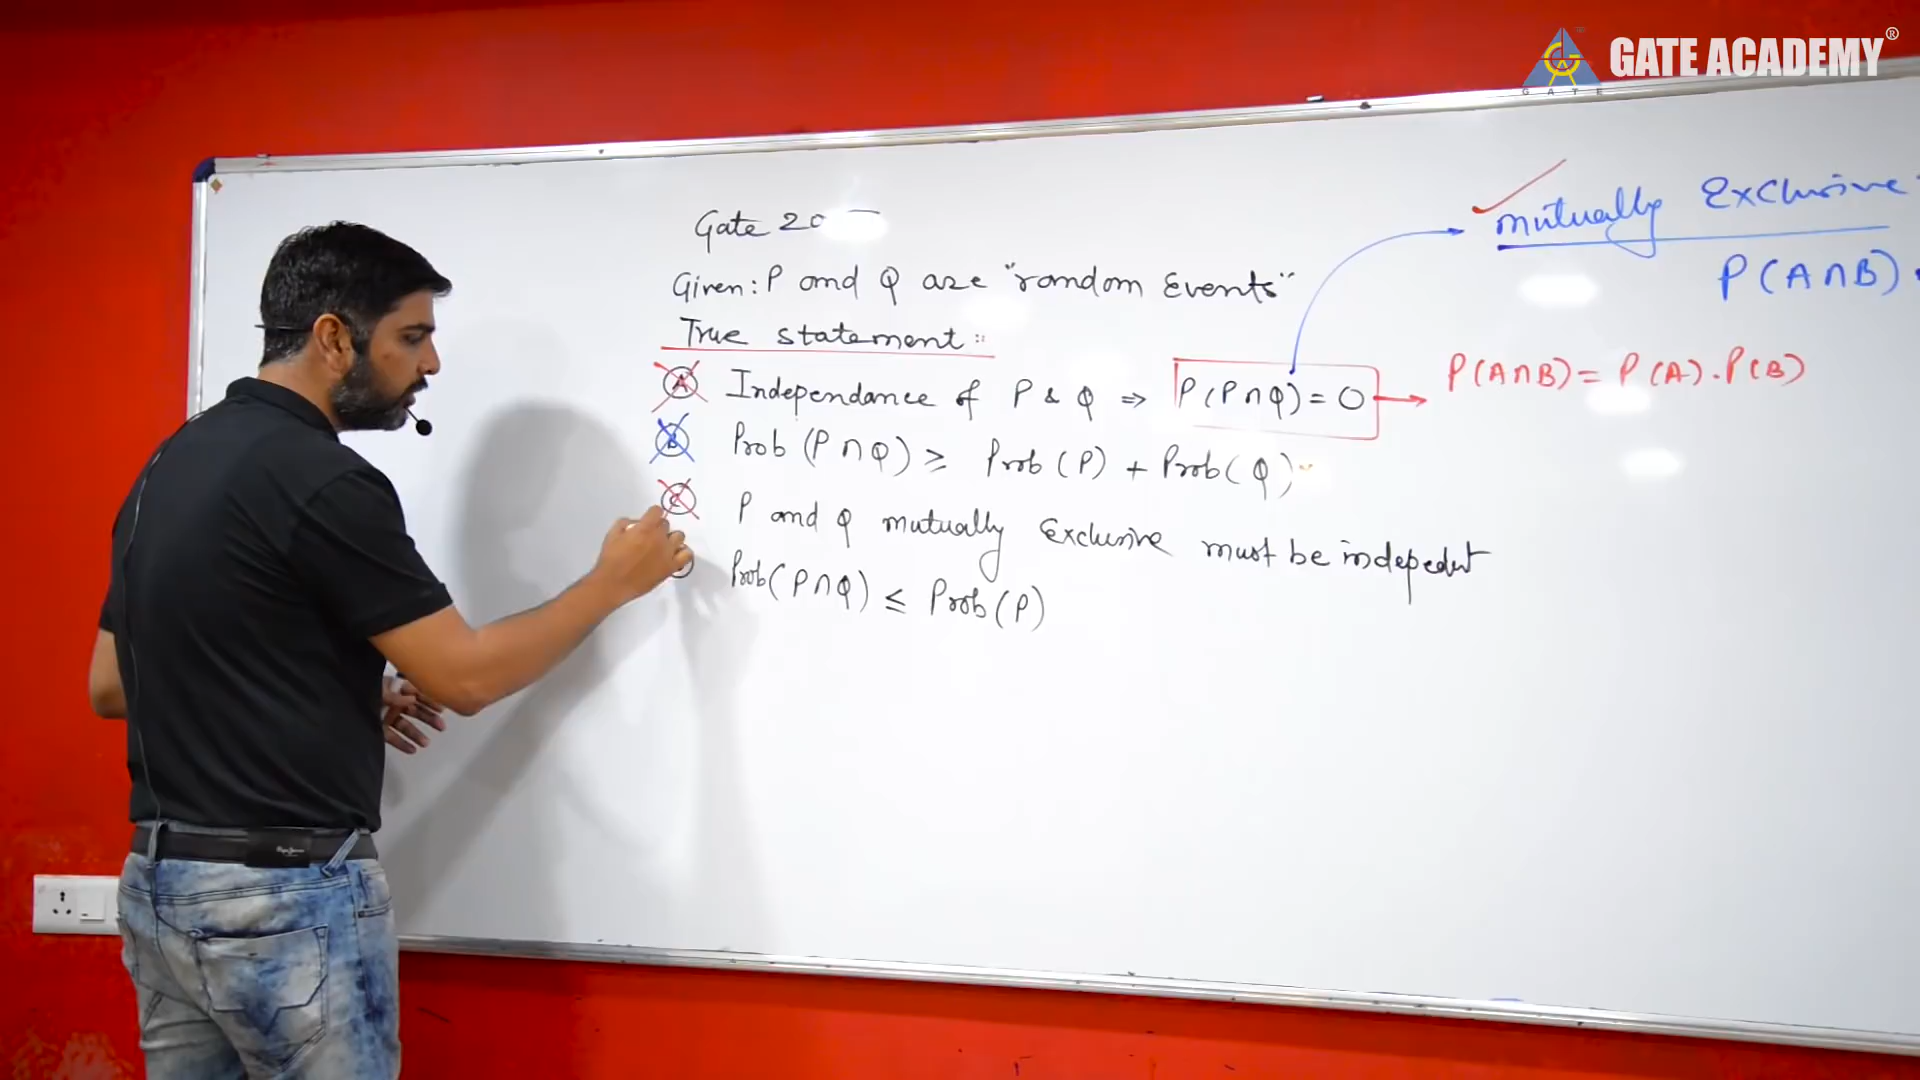 GATE ACADEMY®
G A T E
Gate 20
Given: P and Q are "random Events"
True statement :
A Independance of P & Q ⇒ P(P∩Q) = 0
B Prob (P∩Q) ≥ Prob (P) + Prob (Q)
C P and Q mutually Exclusive must be indepedent
Prob(P∩Q) ≤ Prob(P)
mutually Exclusive
P(A∩B)
P(A∩B) = P(A).P(B)